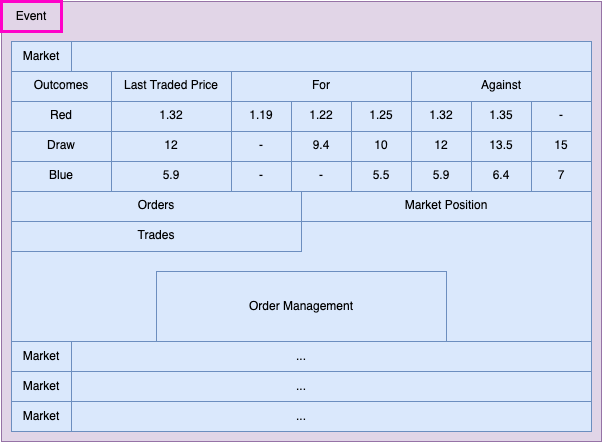 Event
Market
Outcomes Last Traded Price For Against
Red 1.32 1.19 1.22 1.25 1.32 1.35 -
Draw 12 - 9.4 10 12 13.5 15
Blue 5.9 - - 5.5 5.9 6.4 7
Orders Market Position
Trades
Order Management
Market ...
Market ...
Market ...